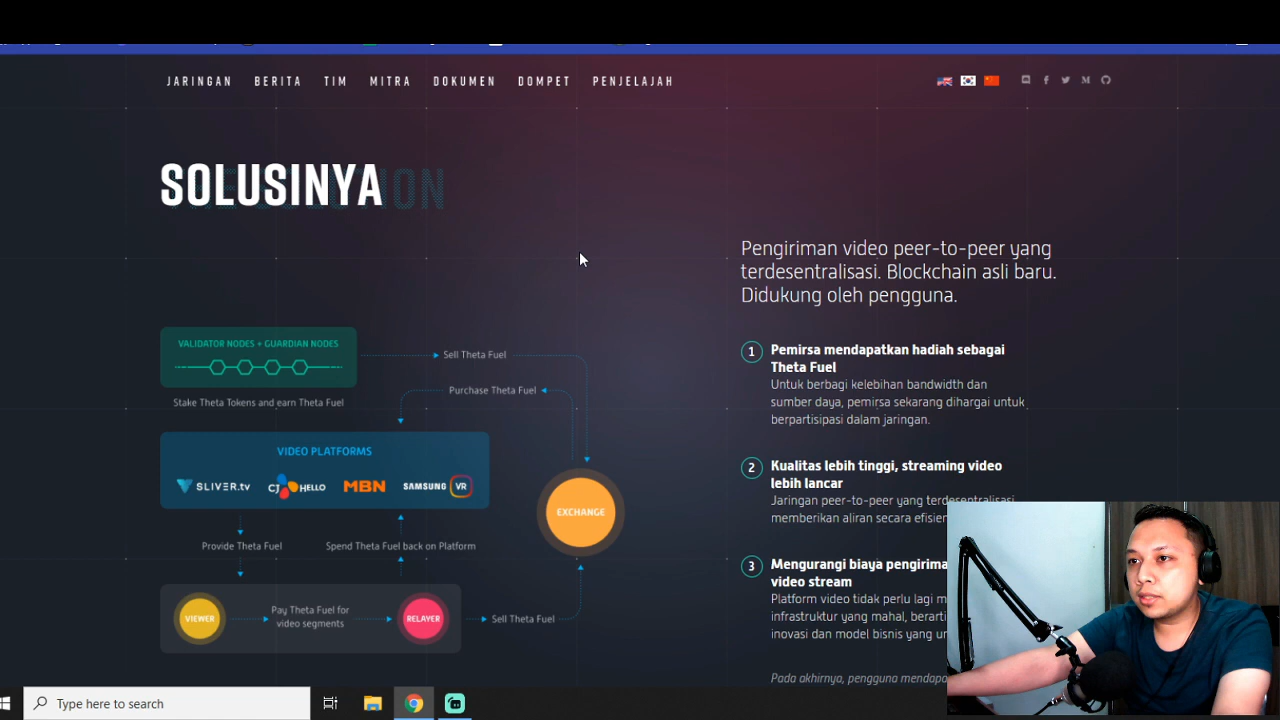 JARINGAN BERITA TIM MITRA DOKUMEN DOMPET PENJELAJAH
SOLUSINYA
Pengiriman video peer-to-peer yang
terdesentralisasi. Blockchain asli baru.
Didukung oleh pengguna.
VALIDATOR NODES + GUARDIAN NODES
Stake Theta Tokens and earn Theta Fuel
Sell Theta Fuel
Purchase Theta Fuel
VIDEO PLATFORMS
SLIVER.tv CJ HELLO MBN SAMSUNG VR
EXCHANGE
Provide Theta Fuel
Spend Theta Fuel back on Platform
VIEWER
Pay Theta Fuel for
video segments
RELAYER
Sell Theta Fuel
1 Pemirsa mendapatkan hadiah sebagai
Theta Fuel
Untuk berbagi kelebihan bandwidth dan
sumber daya, pemirsa sekarang dihargai untuk
berpartisipasi dalam jaringan.
2 Kualitas lebih tinggi, streaming video
lebih lancar
Jaringan peer-to-peer yang terdesentralisasi
memberikan aliran secara
3 Mengurangi biaya
video stream
Platform video tidak perlu lagi
infrastruktur yang mahal,
inovasi dan model bisnis yang
Pada akhirnya, pengguna
Type here to search